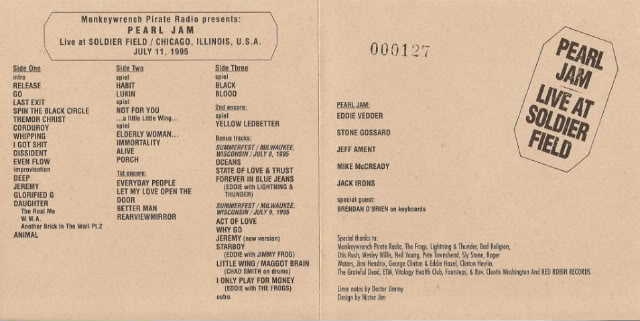 Monkeywrench Pirate Radio presents:
PEARL JAM
Live at SOLDIER FIELD / CHICAGO, ILLINOIS, U.S.A.
JULY 11, 1995
Side One
intro
RELEASE
GO
LAST EXIT
SPIN THE BLACK CIRCLE
TREMOR CHRIST
CORDUROY
WHIPPING
I GOT SHIT
DISSIDENT
EVEN FLOW
improvisation
DEEP
JEREMY
GLORIFIED G
DAUGHTER
The Real Me
W.M.A.
Another Brick In The Wall Pt.2
ANIMAL
Side Two
spiel
HABIT
LUKIN
spiel
NOT FOR YOU
...a little Little Wing...
spiel
ELDERLY WOMAN...
IMMORTALITY
ALIVE
PORCH
1st encore:
EVERYDAY PEOPLE
LET MY LOVE OPEN THE
DOOR
BETTER MAN
REARVIEWMIRROR
Side Three
spiel
BLACK
BLOOD
2nd encore:
spiel
YELLOW LEDBETTER
Bonus tracks:
SUMMERFEST / MILWAUKEE,
WISCONSIN / JULY 8, 1995
OCEANS
STATE OF LOVE & TRUST
FOREVER IN BLUE JEANS
(EDDIE with LIGHTNING &
THUNDER)
SUMMERFEST / MILWAUKEE,
WISCONSIN / JULY 9, 1995
ACT OF LOVE
WHY GO
JEREMY (new version)
STARBOY
(EDDIE with JIMMY FROG)
LITTLE WING / MAGGOT BRAIN
(CHAD SMITH on drums)
I ONLY PLAY FOR MONEY
(EDDIE with THE FROGS)
outro
000127
PEARL
JAM
LIVE AT
SOLDIER
FIELD
PEARL JAM:
EDDIE VEDDER
STONE GOSSARD
JEFF AMENT
MIKE McCREADY
JACK IRONS
special guest:
BRENDAN O'BRIEN on keyboards
Special thanks to:
Monkeywrench Pirate Radio, The Frogs, Lightning & Thunder, Bad Religion,
Otis Rush, Wesley Willis, Neil Young, Pete Townshend, Sly Stone, Roger
Waters, Jimi Hendrix, George Clinton & Eddie Hazel, Clinton Heylin,
The Grateful Dead, ETM, Vitalogy Health Club, Footsteps, & Rev. Cleotis Washington And RED ROBIN RECORDS
Liner notes by Doctor Jimmy
Design by Mister Jim